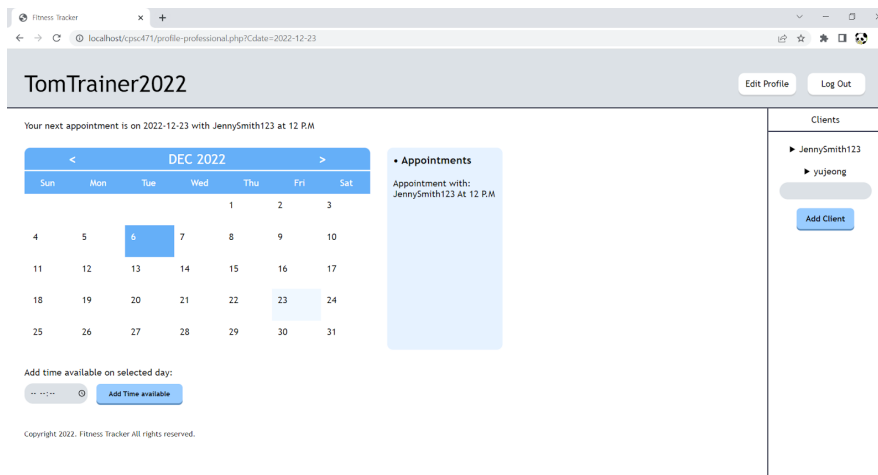 Fitness Tracker
localhost/cpsc471/profile-professional.php?Cdate=2022-12-23
TomTrainer2022
Edit Profile
Log Out
Your next appointment is on 2022-12-23 with JennySmith123 at 12 P.M
< DEC 2022 >
Sun Mon Tue Wed Thu Fri Sat
1 2 3
4 5 6 7 8 9 10
11 12 13 14 15 16 17
18 19 20 21 22 23 24
25 26 27 28 29 30 31
• Appointments
Appointment with:
JennySmith123 At 12 P.M
Clients
▶ JennySmith123
▶ yujeong
Add Client
Add time available on selected day:
-- --:--
Add Time available
Copyright 2022. Fitness Tracker All rights reserved.